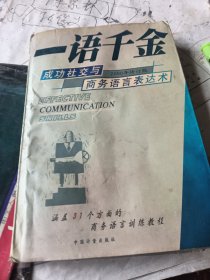 一语千金
成功社交与
商务语言表达术
EFFECTIVE
COMMUNICATION
SKILLS
涵盖31个方面的
商务语言训练教程